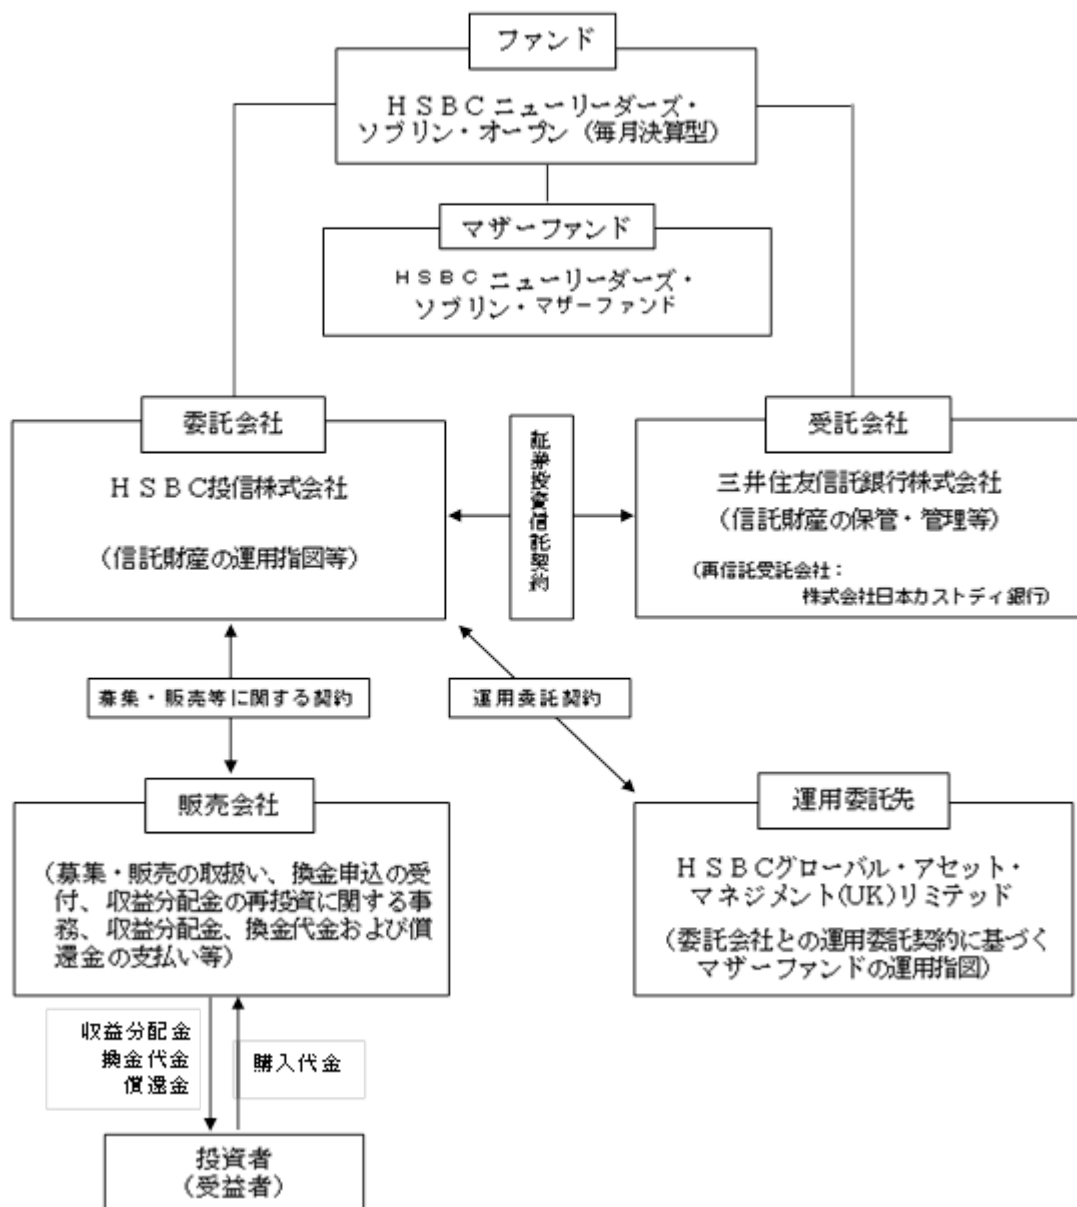 ファンド
ＨＳＢＣニューリーダーズ・
ソブリン・オープン（毎月決算型）
マザーファンド
ＨＳＢＣ ニューリーダーズ・
ソブリン・マザーファンド
委託会社
ＨＳＢＣ投信株式会社
（信託財産の運用指図等）
証券投資信託契約
受託会社
三井住友信託銀行株式会社
（信託財産の保管・管理等）
（再信託受託会社：
株式会社日本カストディ銀行）
募集・販売等に関する契約
運用委託契約
販売会社
（募集・販売の取扱い、換金申込の受
付、収益分配金の再投資に関する事
務、収益分配金、換金代金および償
還金の支払い等）
運用委託先
ＨＳＢＣグローバル・アセット・
マネジメント(UK)リミテッド
（委託会社との運用委託契約に基づく
マザーファンドの運用指図）
収益分配金
換金代金
償還金
購入代金
投資者
（受益者）